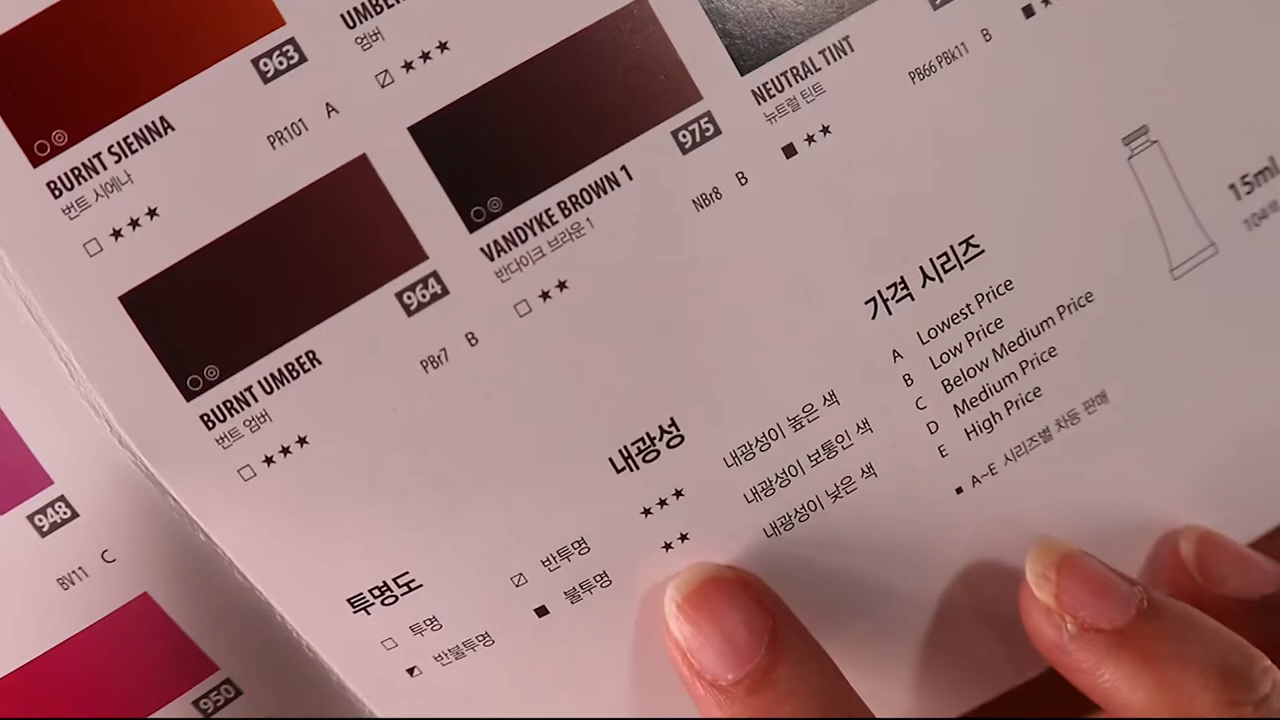 963
BURNT SIENNA
번트 시에나
PR101 A
★★★
엄버
★★★
975
VANDYKE BROWN 1
반다이크 브라운 1
NBr8 B
★★
NEUTRAL TINT
뉴트럴 틴트
PB66 PBk11 B
★★
964
BURNT UMBER
번트 엄버
PBr7 B
★★★
948
BV11 C
950
투명도
투명
반불투명
반투명
불투명
내광성
★★★ 내광성이 높은 색
★★ 내광성이 보통인 색
내광성이 낮은 색
가격 시리즈
A Lowest Price
B Low Price
C Below Medium Price
D Medium Price
E High Price
■ A~E 시리즈별 차등 판매
15ml